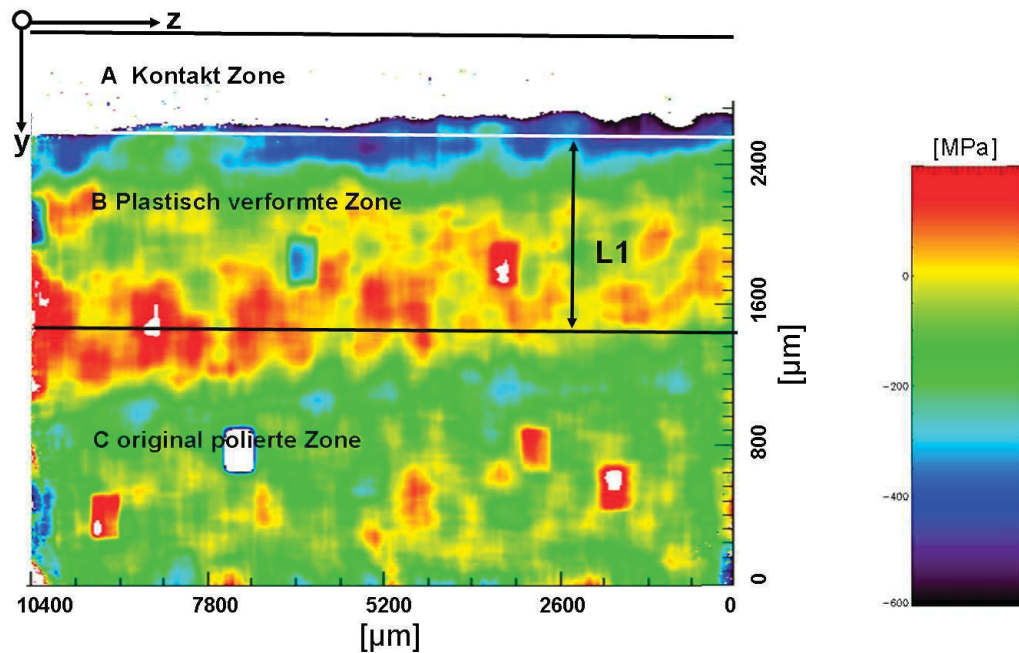 z
A Kontakt Zone
y
[MPa]
2400
B Plastisch verformte Zone
L1
0
1600
[µm]
-200
C original polierte Zone
800
-400
0
-600
10400 7800 5200 2600 0
[µm]